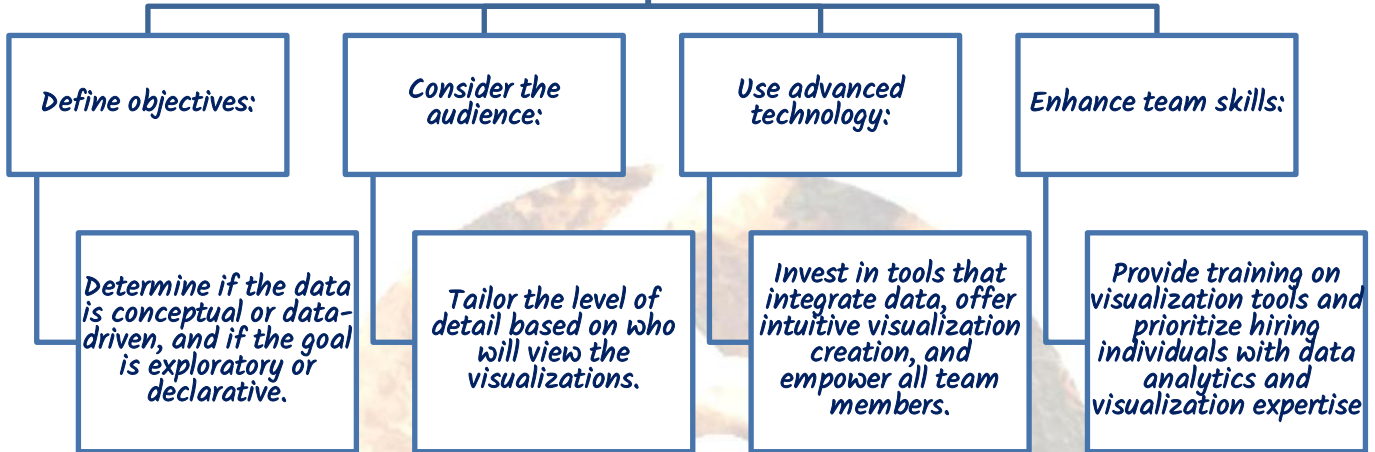 Define objectives:
Consider the
audience:
Use advanced
technology:
Enhance team skills:
Determine if the data
is conceptual or data-
driven, and if the goal
is exploratory or
declarative.
Tailor the level of
detail based on who
will view the
visualizations.
Invest in tools that
integrate data, offer
intuitive visualization
creation, and
empower all team
members.
Provide training on
visualization tools and
prioritize hiring
individuals with data
analytics and
visualization expertise